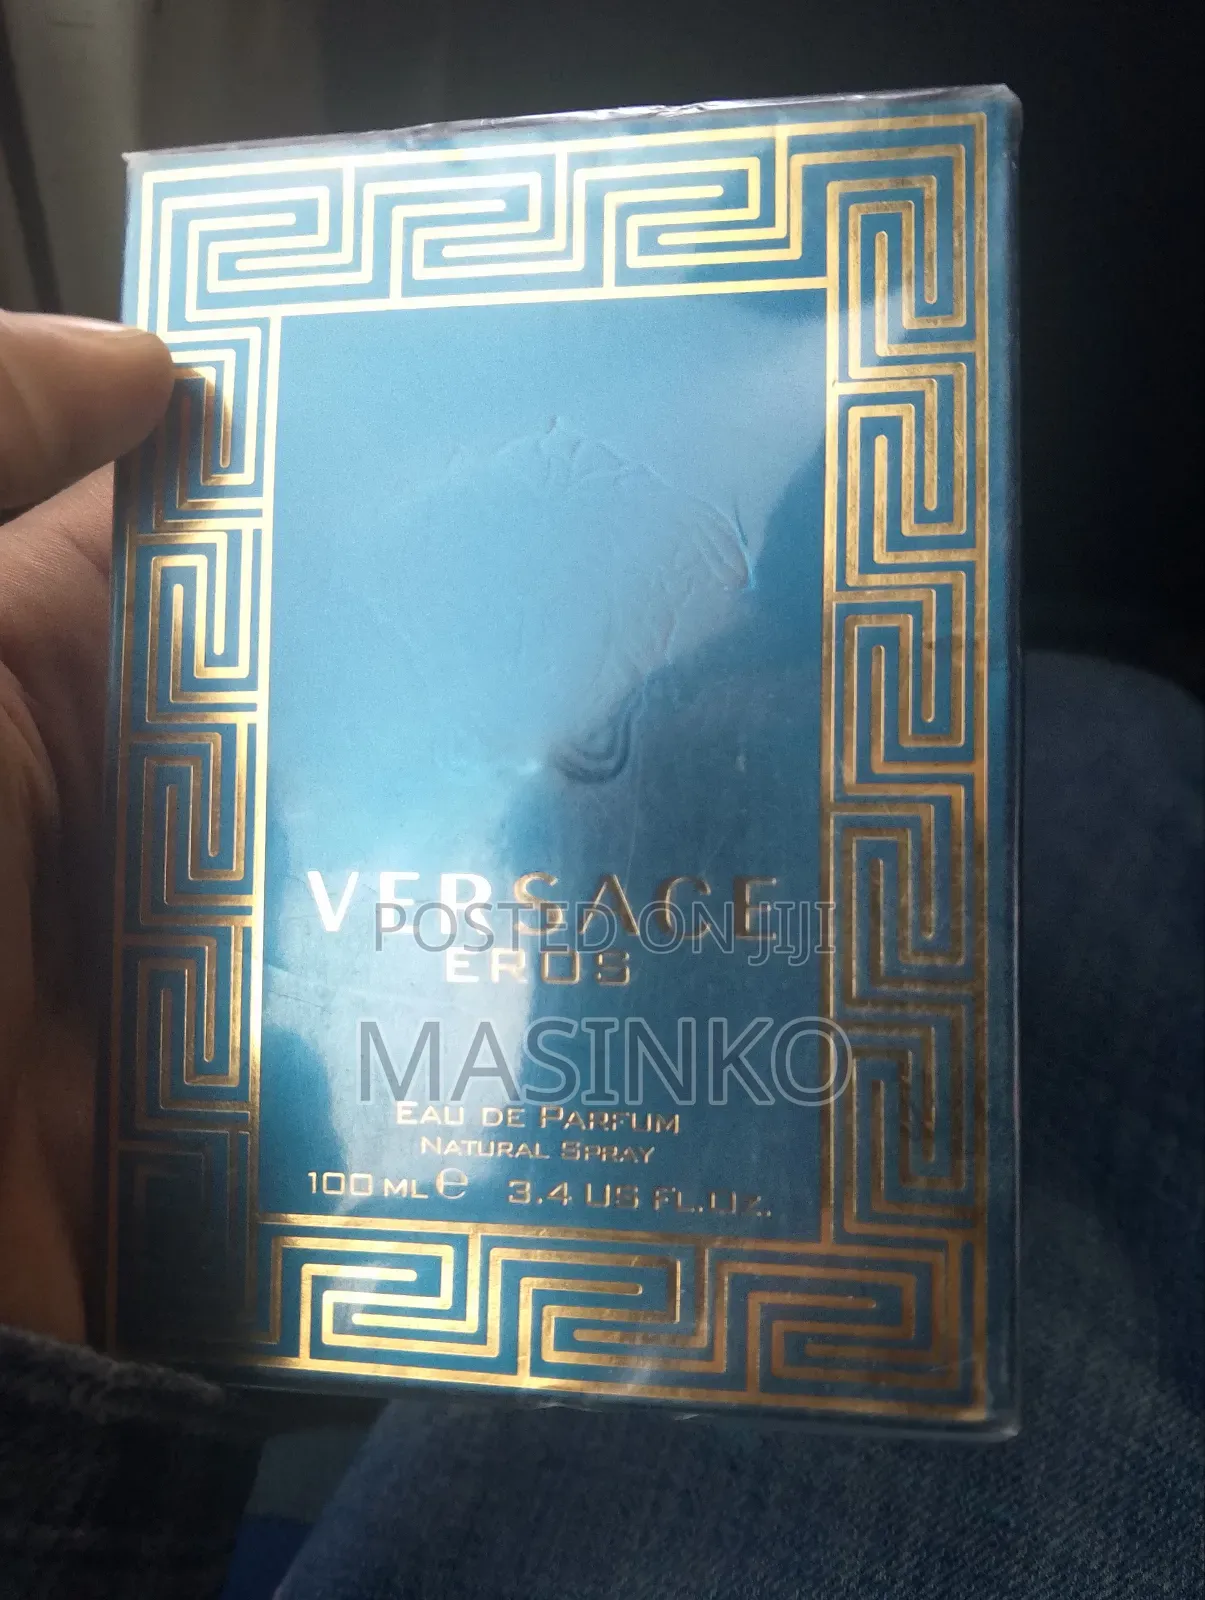 VERSACE
POSTED ON JIJI
EROS
MASINKO
EAU DE PARFUM
NATURAL SPRAY
100 ML e 3.4 US FL.OZ.